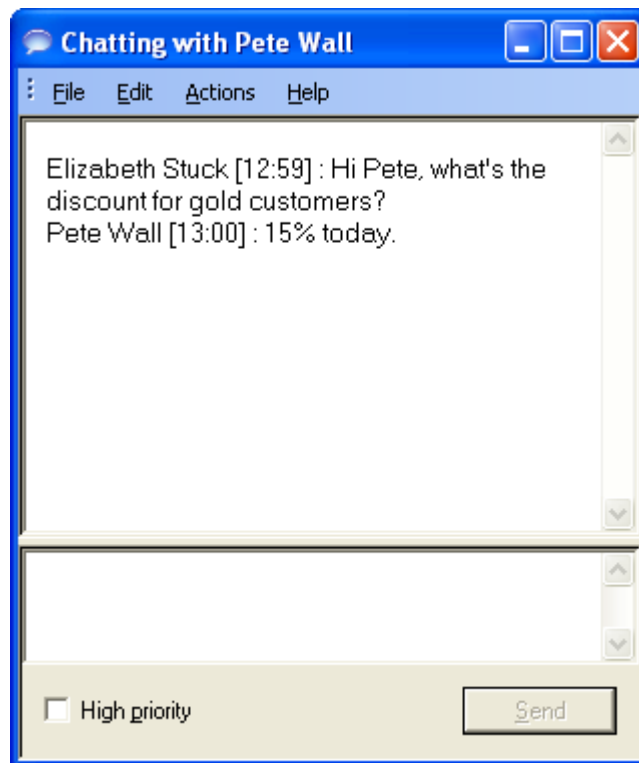 Chatting with Pete Wall
File Edit Actions Help
Elizabeth Stuck [12:59] : Hi Pete, what's the
discount for gold customers?
Pete Wall [13:00] : 15% today.
High priority
Send